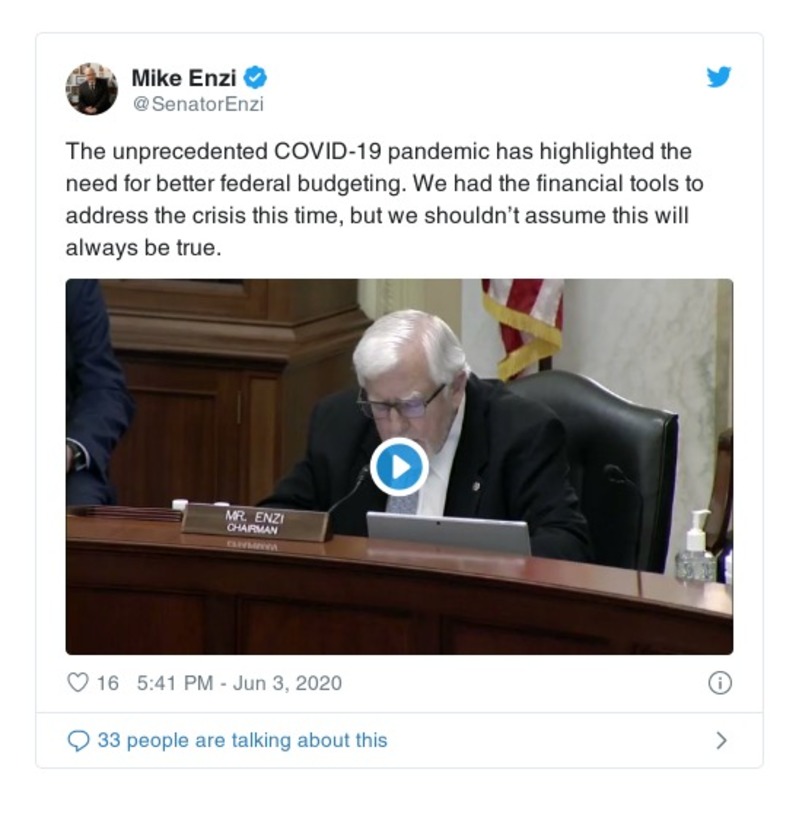 Mike Enzi
@SenatorEnzi
The unprecedented COVID-19 pandemic has highlighted the
need for better federal budgeting. We had the financial tools to
address the crisis this time, but we shouldn’t assume this will
always be true.
MR. ENZI
CHAIRMAN
16 5:41 PM - Jun 3, 2020
33 people are talking about this